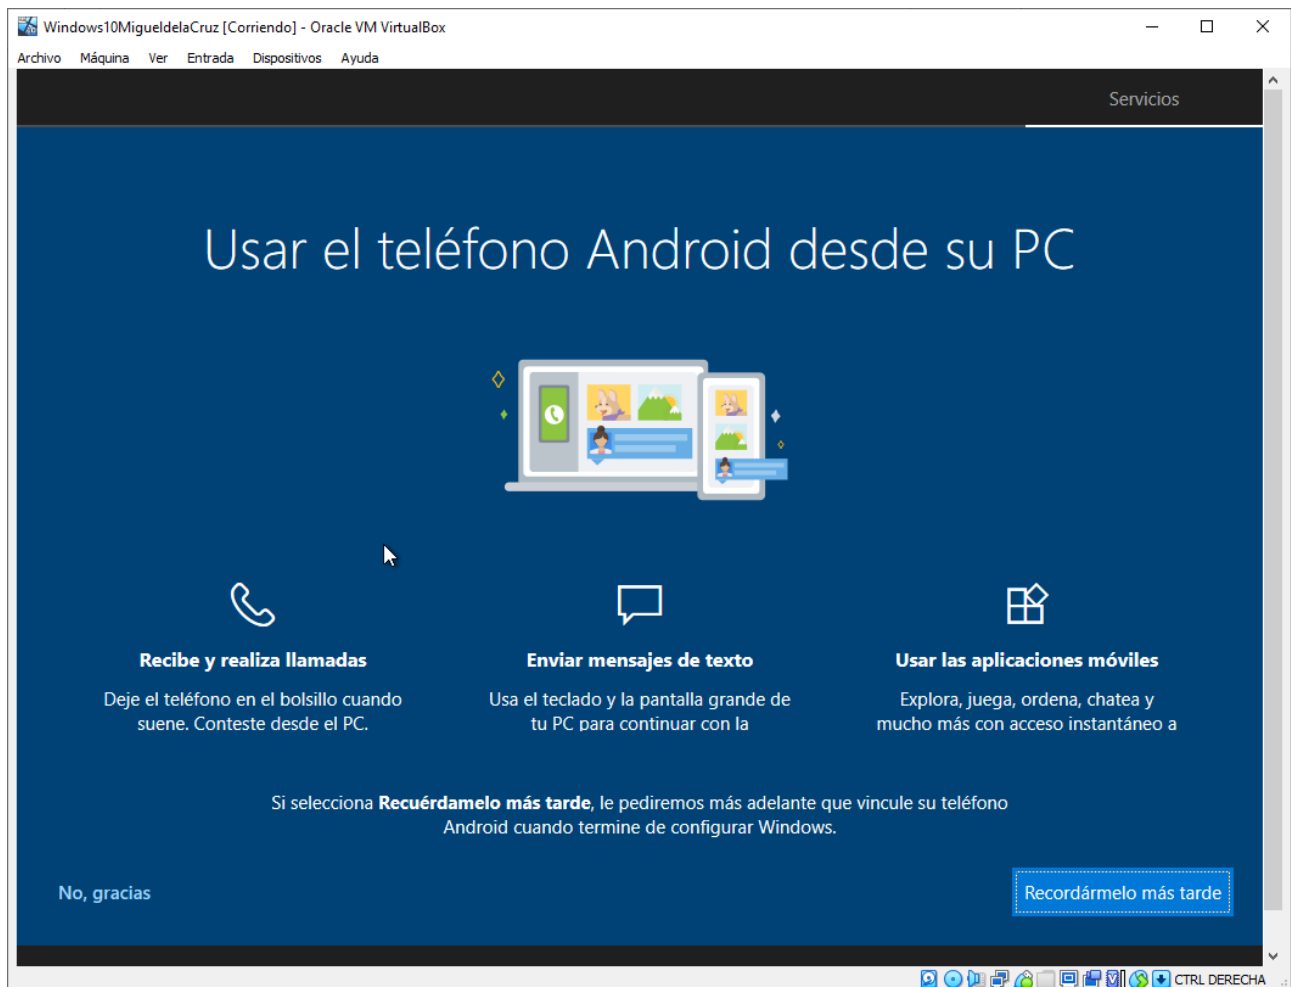 Windows10MigueldelaCruz [Corriendo] - Oracle VM VirtualBox
Archivo Máquina Ver Entrada Dispositivos Ayuda
Servicios
Usar el teléfono Android desde su PC
Recibe y realiza llamadas
Deje el teléfono en el bolsillo cuando
suene. Conteste desde el PC.
Enviar mensajes de texto
Usa el teclado y la pantalla grande de
tu PC para continuar con la
Usar las aplicaciones móviles
Explora, juega, ordena, chatea y
mucho más con acceso instantáneo a
Si selecciona Recuérdamelo más tarde, le pediremos más adelante que vincule su teléfono
Android cuando termine de configurar Windows.
No, gracias
Recordármelo más tarde
CTRL DERECHA